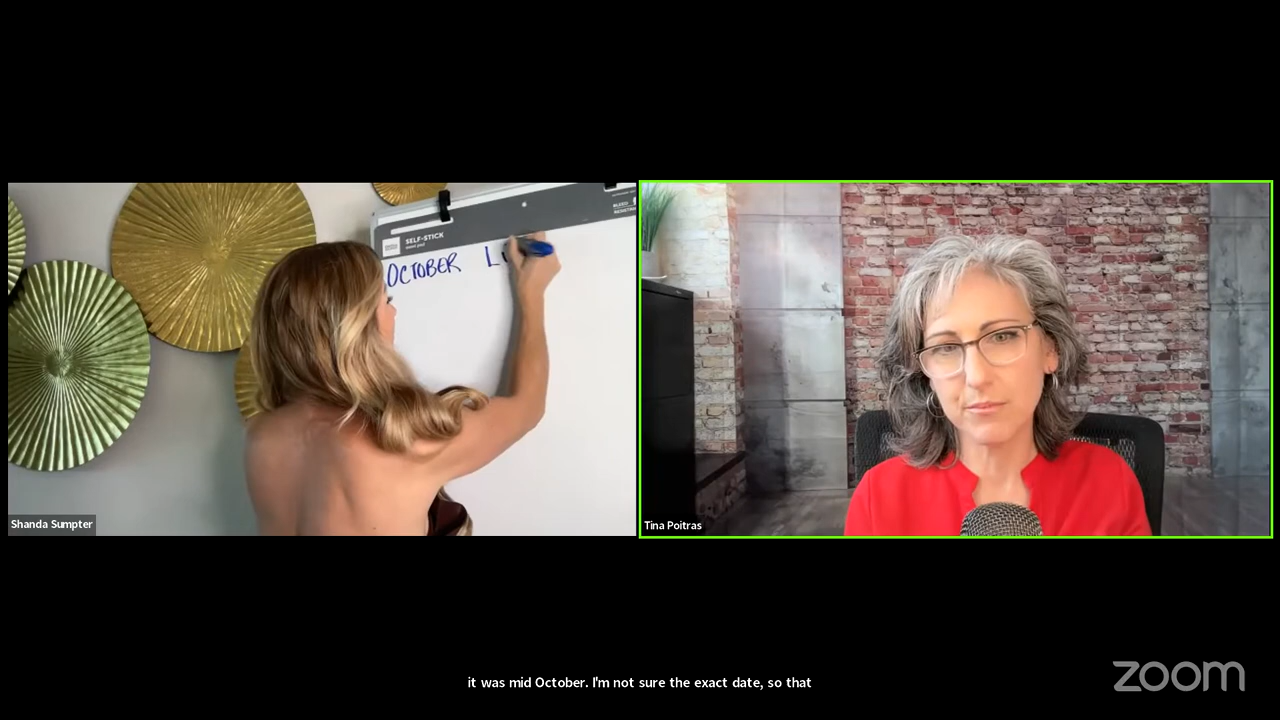 SELF-STICK
OCTOBER
Shanda Sumpter
Tina Poitras
it was mid October. I'm not sure the exact date, so that
zoom